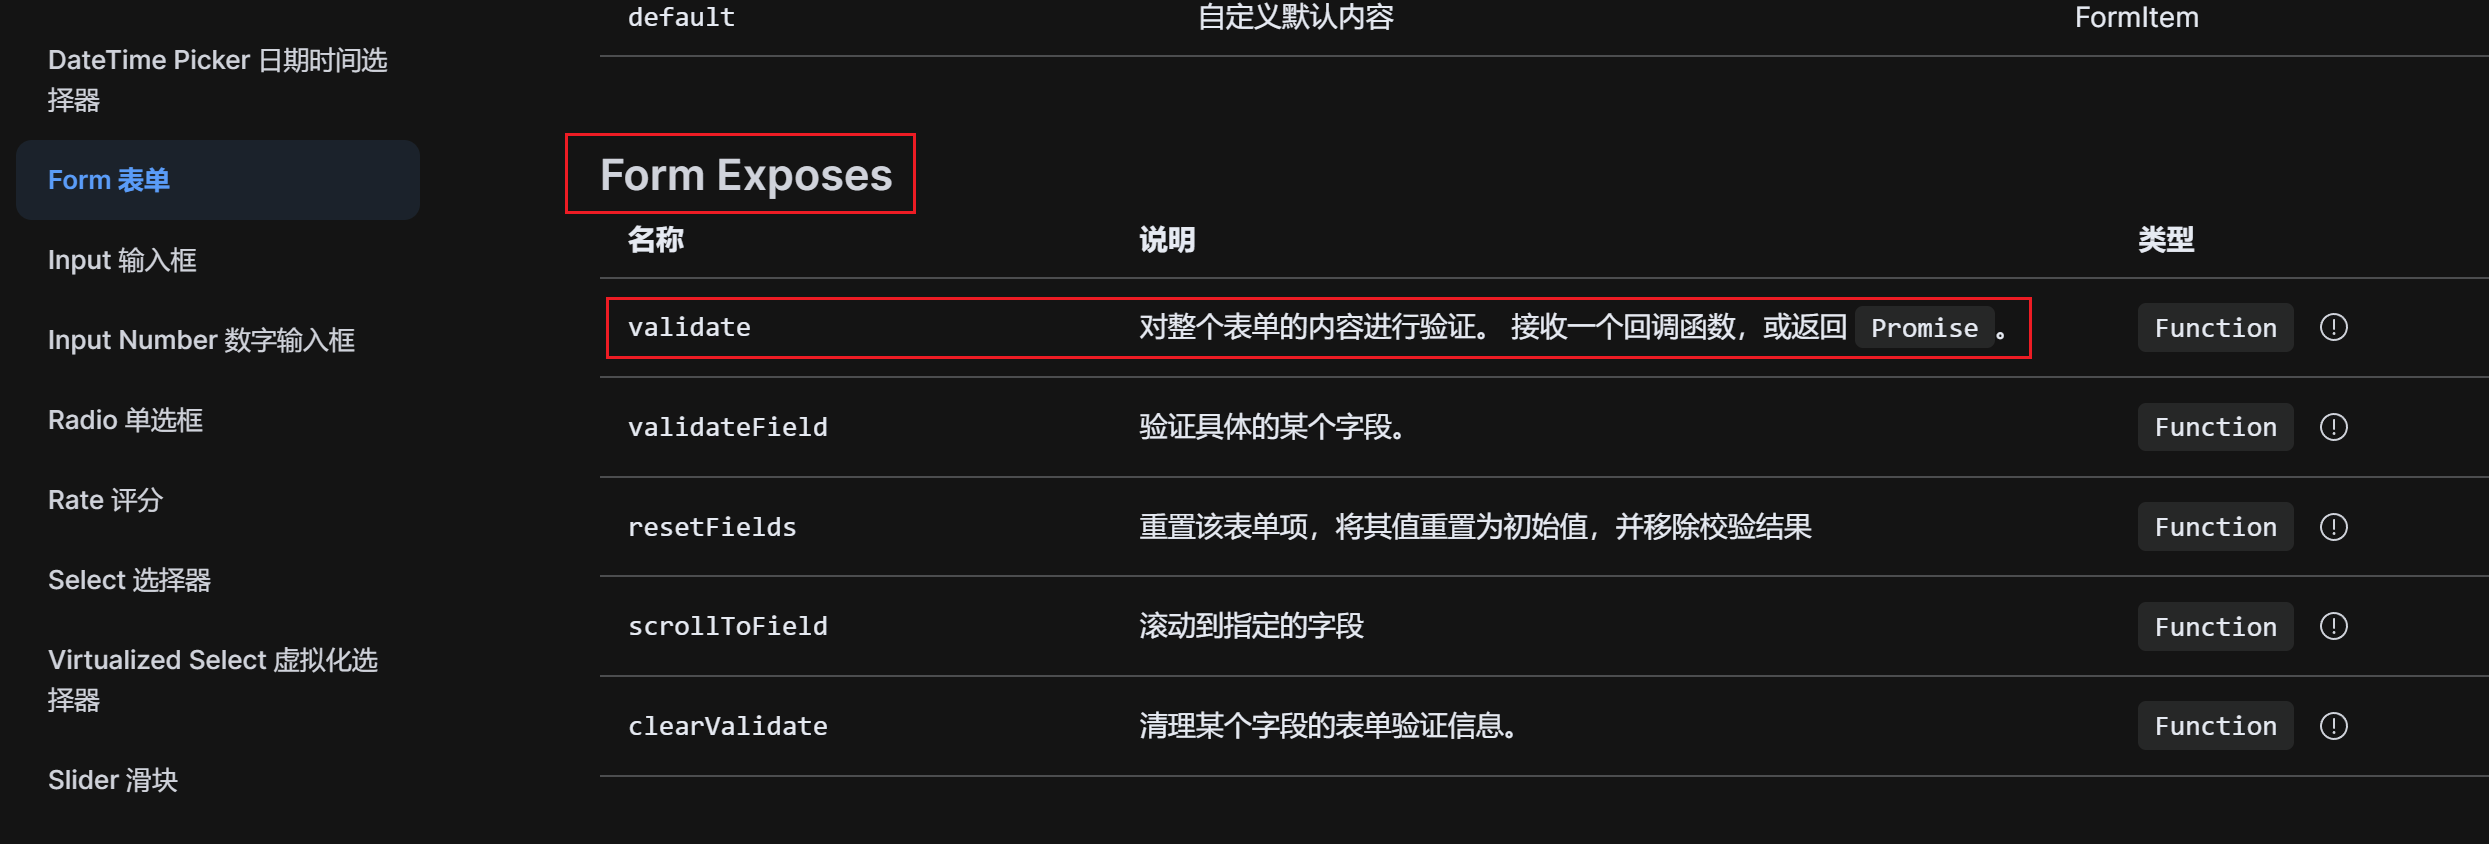 default 自定义默认内容 FormItem
DateTime Picker 日期时间选
择器
Form 表单
Input 输入框
Input Number 数字输入框
Radio 单选框
Rate 评分
Select 选择器
Virtualized Select 虚拟化选
择器
Slider 滑块
Form Exposes
名称 说明 类型
validate 对整个表单的内容进行验证。 接收一个回调函数，或返回 Promise 。 Function
validateField 验证具体的某个字段。 Function
resetFields 重置该表单项，将其值重置为初始值，并移除校验结果 Function
scrollToField 滚动到指定的字段 Function
clearValidate 清理某个字段的表单验证信息。 Function